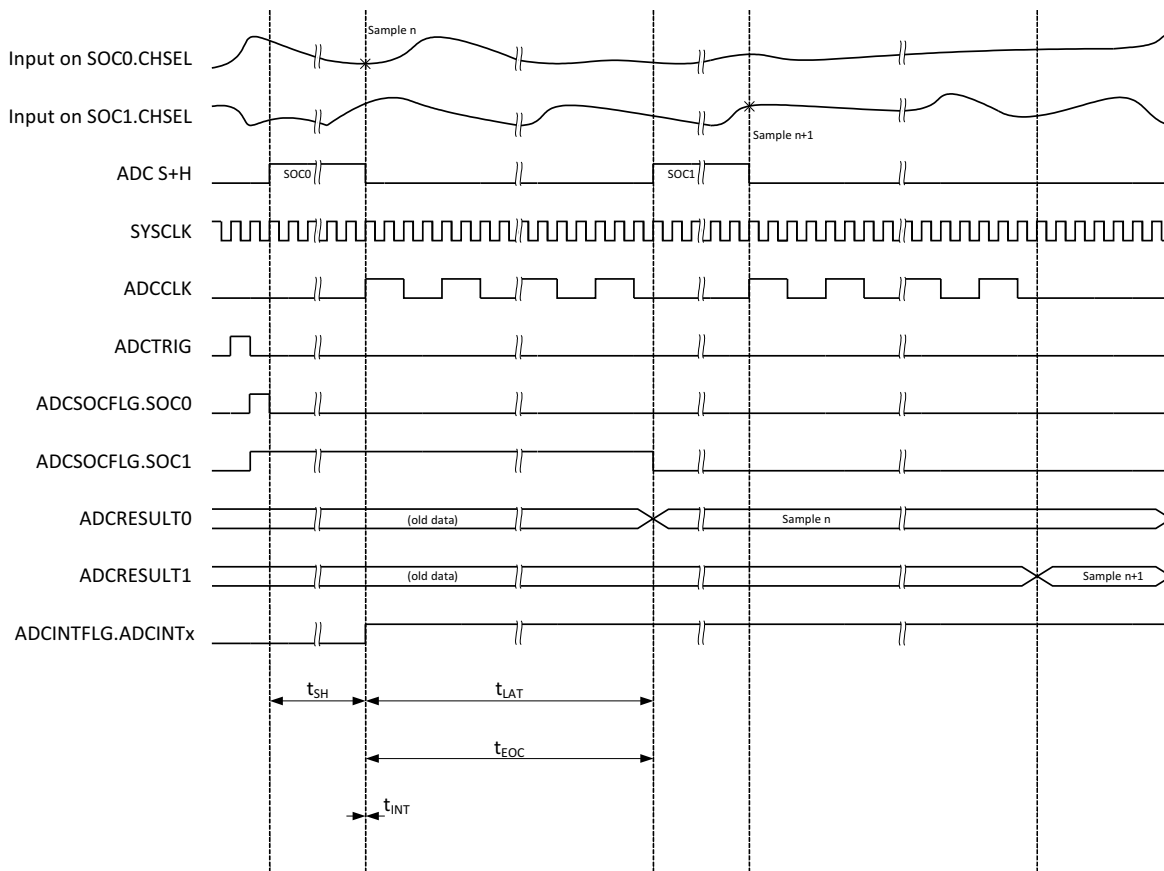 Sample n
Input on SOC0.CHSEL
Input on SOC1.CHSEL
Sample n+1
ADC S+H
SOC0
SOC1
SYSCLK
ADCCLK
ADCTRIG
ADCSOCFLG.SOC0
ADCSOCFLG.SOC1
ADCRESULT0
(old data)
Sample n
ADCRESULT1
(old data)
Sample n+1
ADCINTFLG.ADCINTx
tSH
tLAT
tEOC
tINT